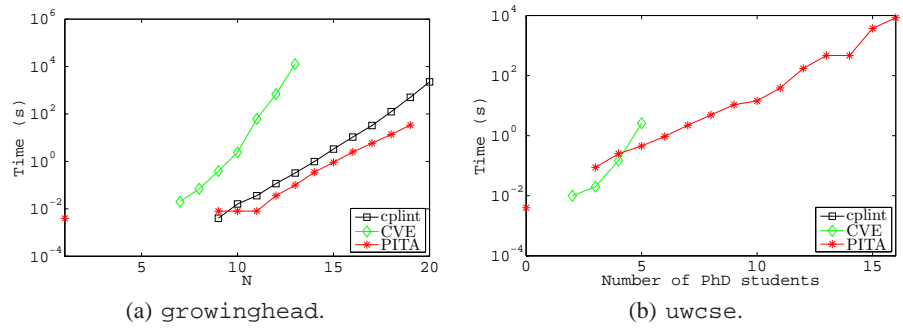 10^6
10^4
10^2
10^0
10^-2
10^-4
Time (s)
5 10 15 20
N
cplint
CVE
PITA
(a) growinghead.
10^4
10^2
10^0
10^-2
10^-4
Time (s)
0 5 10 15
Number of PhD students
cplint
CVE
PITA
(b) uwcse.